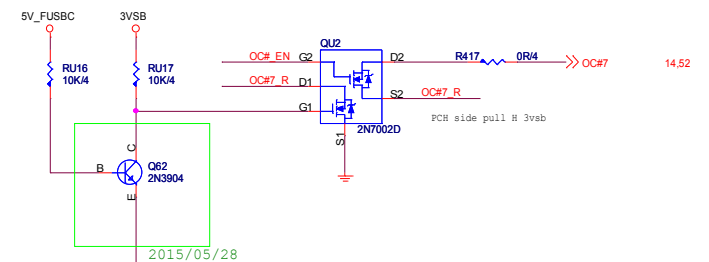 5V_FUSBC
3VSB
RU16
10K/4
RU17
10K/4
QU2
OC#_EN
G2
D2
R417
0R/4
OC#7
14,52
OC#7_R
D1
S2
OC#7_R
G1
PCH side pull H 3vsb
2N7002D
S1
C
B
Q62
2N3904
E
2015/05/28